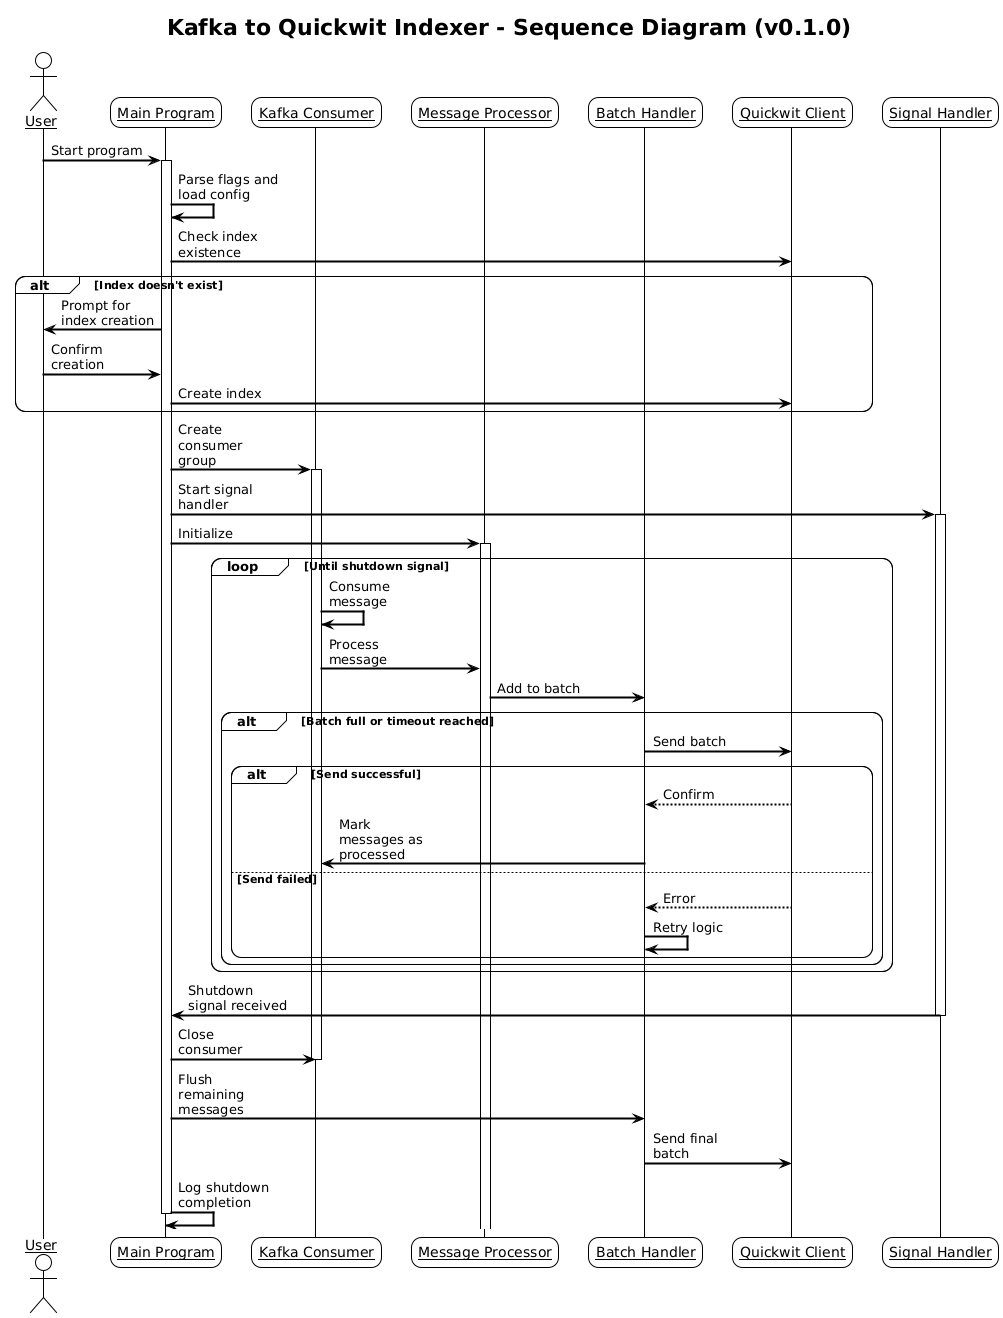 Kafka to Quickwit Indexer - Sequence Diagram (v0.1.0)
User
Main Program
Kafka Consumer
Message Processor
Batch Handler
Quickwit Client
Signal Handler
Start program
Parse flags and
load config
Check index
existence
alt
[Index doesn't exist]
Prompt for
index creation
Confirm
creation
Create index
Create
consumer
group
Start signal
handler
Initialize
loop
[Until shutdown signal]
Consume
message
Process
message
Add to batch
alt
[Batch full or timeout reached]
Send batch
alt
[Send successful]
Confirm
Mark
messages as
processed
[Send failed]
Error
Retry logic
Shutdown
signal received
Close
consumer
Flush
remaining
messages
Send final
batch
Log shutdown
completion
User
Main Program
Kafka Consumer
Message Processor
Batch Handler
Quickwit Client
Signal Handler